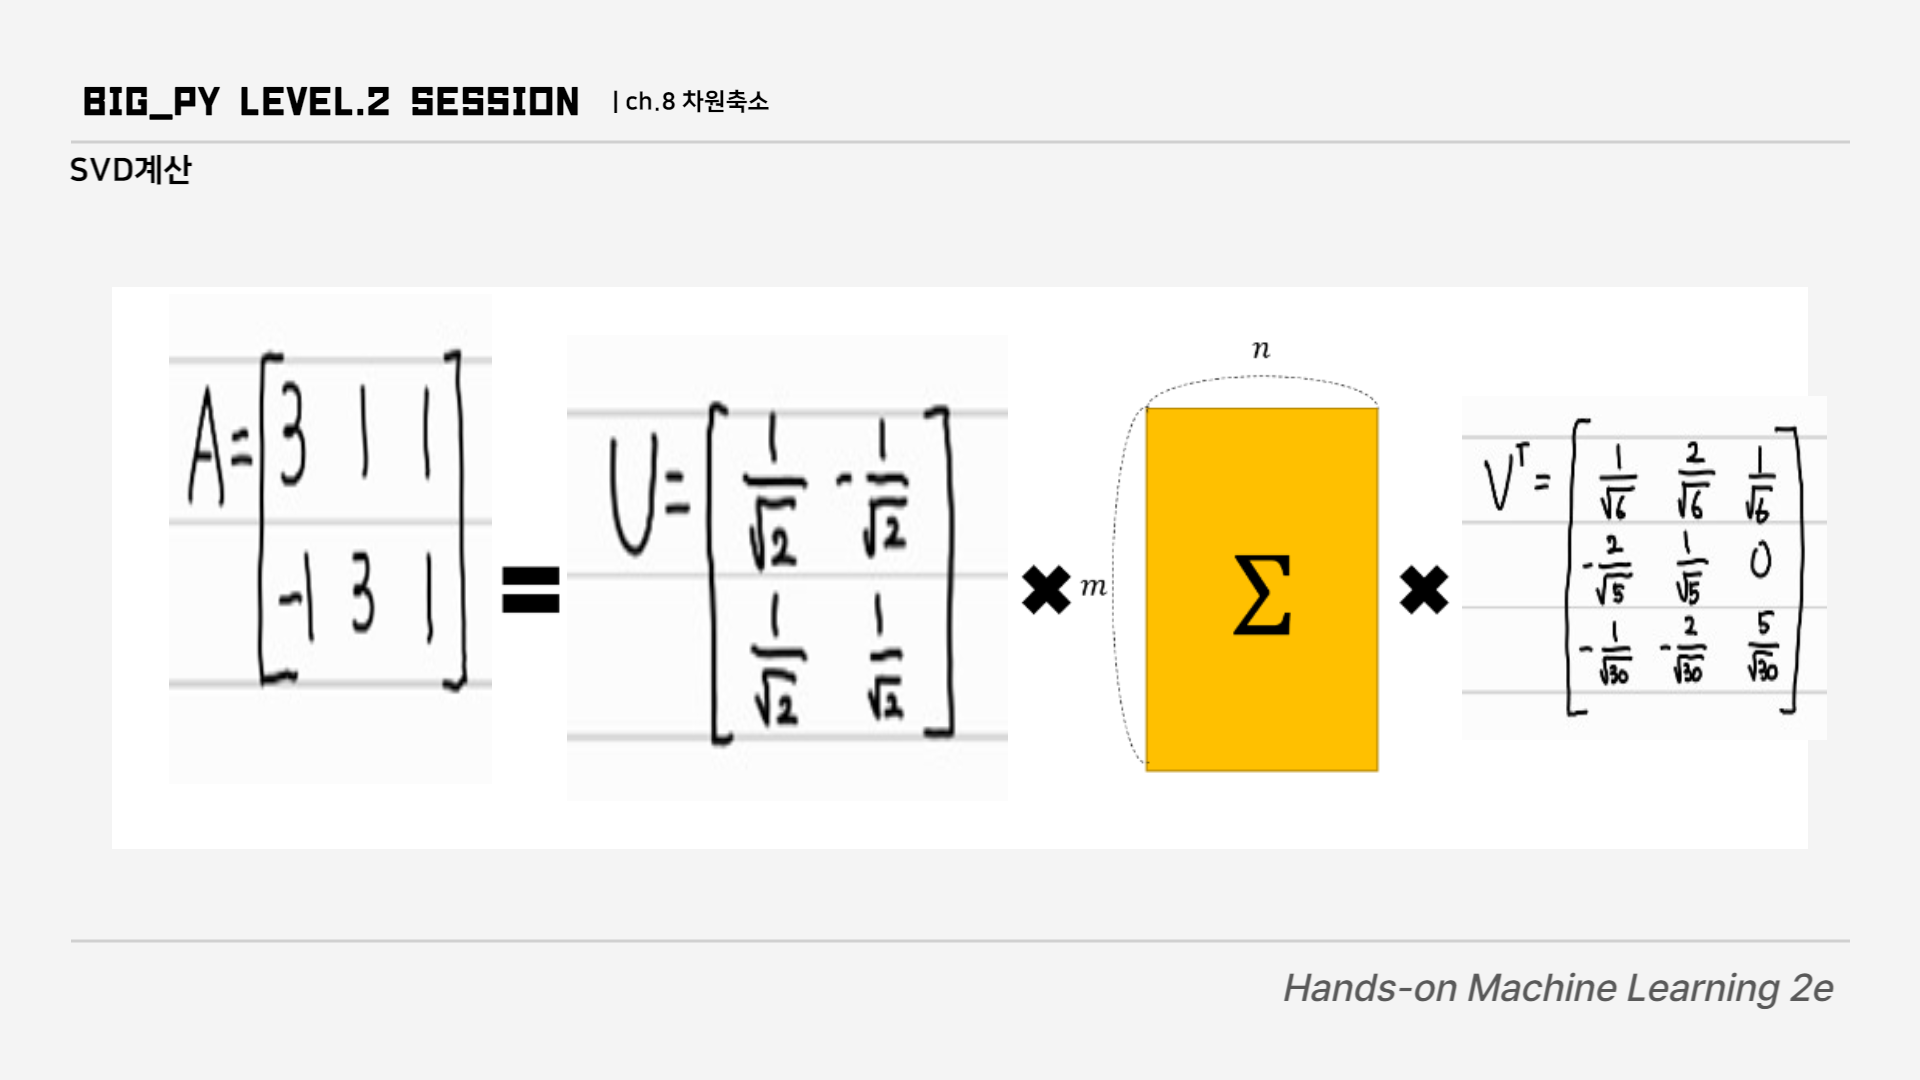 BIG_PY LEVEL.2 SESSION | ch.8 차원축소
SVD계산
A = [3 1 1
-1 3 1]
=
U = [1/√2 -1/√2
1/√2 1/√2]
×
n
m
Σ
×
Vᵀ = [1/√6 2/√6 1/√6
-2/√5 1/√5 0
-1/√30 -2/√30 5/√30]
Hands-on Machine Learning 2e